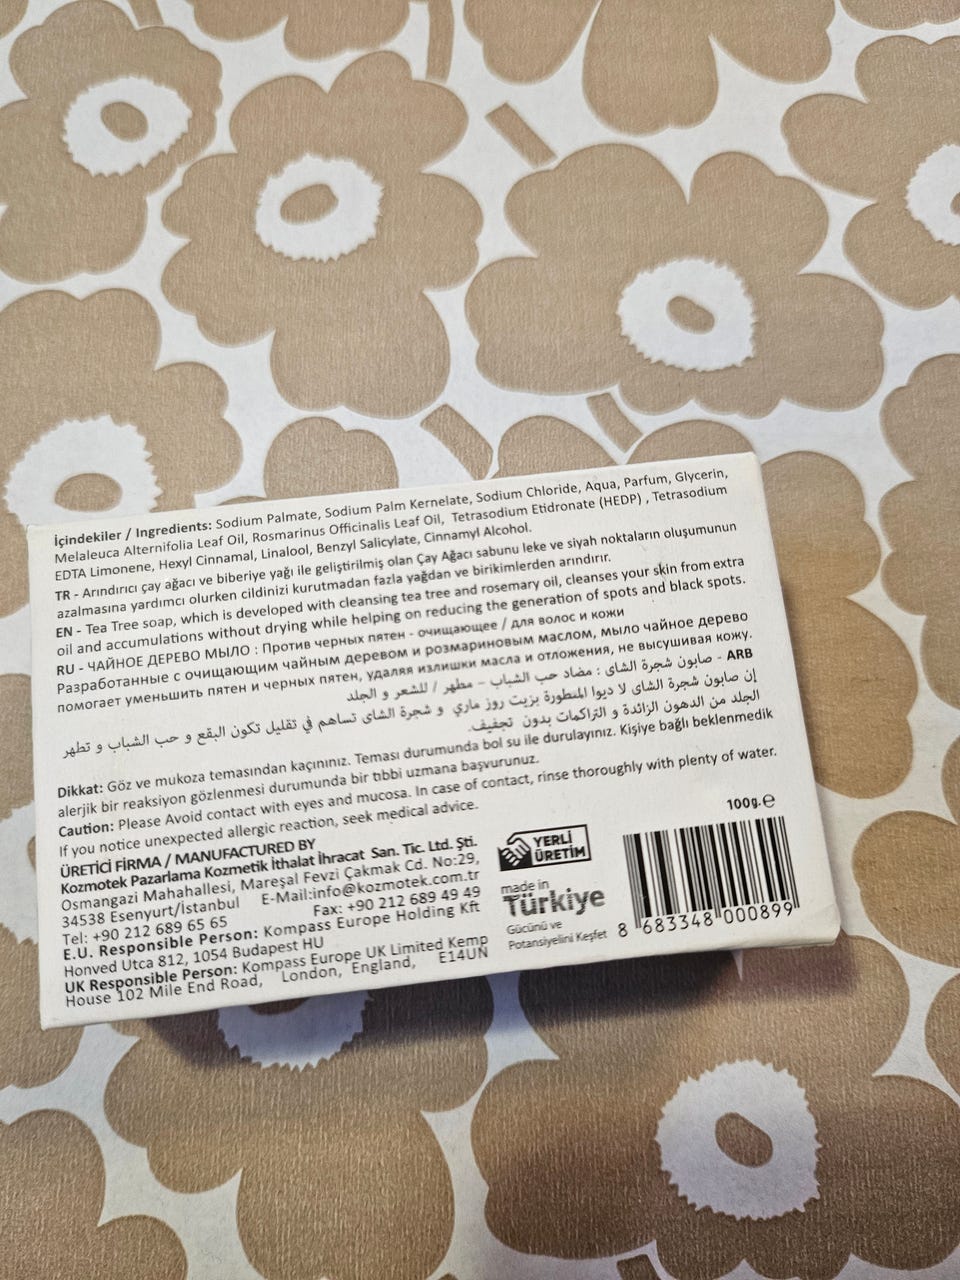 İçindekiler / Ingredients: Sodium Palmate, Sodium Palm Kernelate, Sodium Chloride, Aqua, Parfum, Glycerin,
Melaleuca Alternifolia Leaf Oil, Rosmarinus Officinalis Leaf Oil, Tetrasodium Etidronate (HEDP) , Tetrasodium
EDTA Limonene, Hexyl Cinnamal, Linalool, Benzyl Salicylate, Cinnamyl Alcohol.
TR - Arındırıcı çay ağacı ve biberiye yağı ile geliştirilmiş olan Çay Ağacı sabunu leke ve siyah noktaların oluşumunun
azalmasına yardımcı olurken cildinizi kurutmadan fazla yağdan ve birikimlerden arındırır.
EN - Tea Tree soap, which is developed with cleansing tea tree and rosemary oil, cleanses your skin from extra
oil and accumulations without drying while helping on reducing the generation of spots and black spots.
RU - ЧАЙНОЕ ДЕРЕВО МЫЛО : Против черных пятен - очищающее / для волос и кожи
Разработанные с очищающим чайным деревом и розмариновым маслом, мыло чайное дерево
помогает уменьшить пятен и черных пятен, удаляя излишки масла и отложения, не высушивая кожу.
ARB - صابون شجرة الشاى : مضاد حب الشباب – مطهر / للشعر و الجلد
إن صابون شجرة الشاى لا ديوا المنطورة بزيت روز ماري و شجرة الشاى تساهم في تقليل تكون البقع و حب الشباب و تطهر
الجلد من الدهون الزائدة و التراكمات بدون تجفيف.
Dikkat: Göz ve mukoza temasından kaçınınız. Teması durumunda bol su ile durulayınız. Kişiye bağlı beklenmedik
alerjik bir reaksiyon gözlenmesi durumunda bir tıbbi uzmana başvurunuz.
Caution: Please Avoid contact with eyes and mucosa. In case of contact, rinse thoroughly with plenty of water.
If you notice unexpected allergic reaction, seek medical advice.
ÜRETİCİ FİRMA / MANUFACTURED BY
Kozmotek Pazarlama Kozmetik İthalat İhracat San. Tic. Ltd. Şti.
Osmangazi Mahahallesi, Mareşal Fevzi Çakmak Cd. No:29,
34538 Esenyurt/İstanbul E-Mail:info@kozmotek.com.tr
Tel: +90 212 689 65 65 Fax: +90 212 689 49 49
E.U. Responsible Person: Kompass Europe Holding Kft
Honved Utca 812, 1054 Budapest HU
UK Responsible Person: Kompass Europe UK Limited Kemp
House 102 Mile End Road, London, England, E14UN
YERLİ
ÜRETİM
made in
Türkiye
Gücünü ve
Potansiyelini Keşfet
100g.℮
8 683348 000899